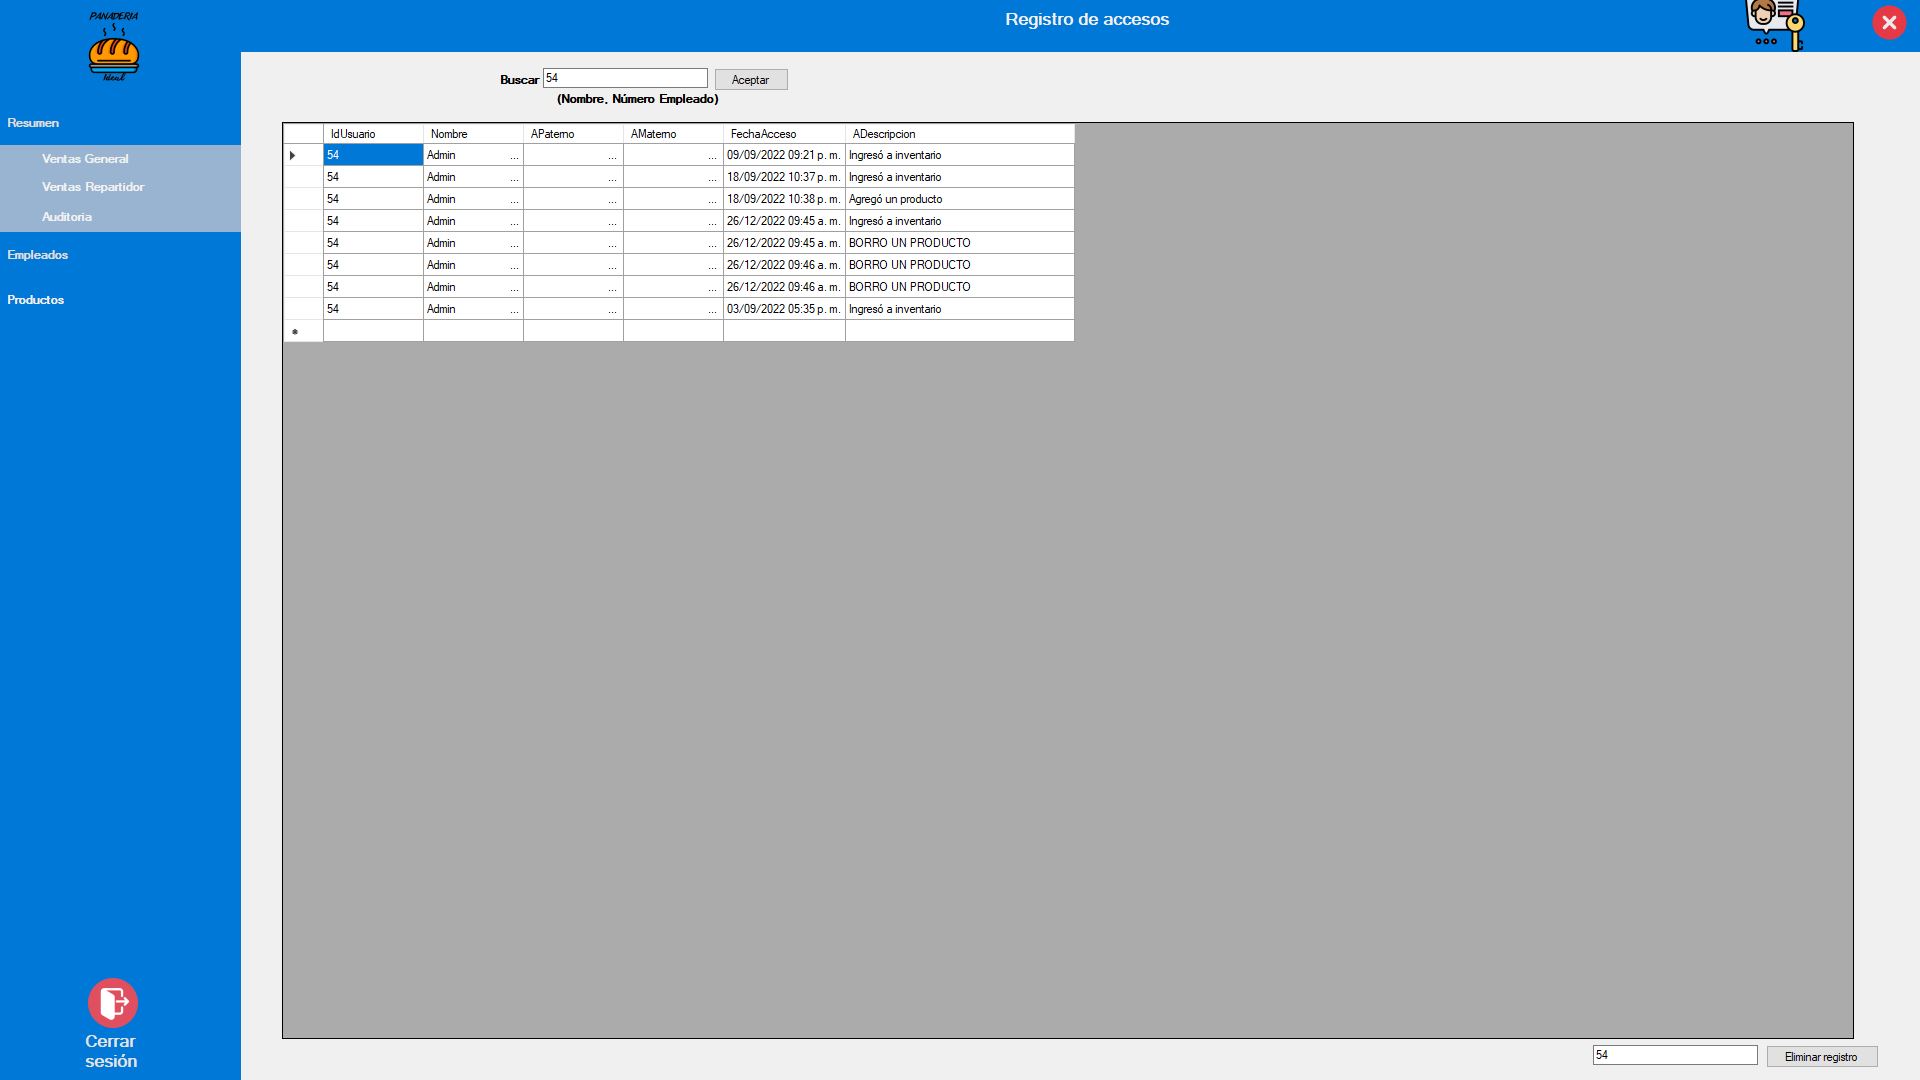 PANADERIA
Ideal
Registro de accesos
Resumen
Ventas General
Ventas Repartidor
Auditoria
Empleados
Productos
Cerrar
sesión
Buscar 54 Aceptar
(Nombre, Número Empleado)
IdUsuario Nombre APaterno AMaterno FechaAcceso ADescripcion
54 Admin ... ... ... 09/09/2022 09:21 p. m. Ingresó a inventario
54 Admin ... ... ... 18/09/2022 10:37 p. m. Ingresó a inventario
54 Admin ... ... ... 18/09/2022 10:38 p. m. Agregó un producto
54 Admin ... ... ... 26/12/2022 09:45 a. m. Ingresó a inventario
54 Admin ... ... ... 26/12/2022 09:45 a. m. BORRO UN PRODUCTO
54 Admin ... ... ... 26/12/2022 09:46 a. m. BORRO UN PRODUCTO
54 Admin ... ... ... 26/12/2022 09:46 a. m. BORRO UN PRODUCTO
54 Admin ... ... ... 03/09/2022 05:35 p. m. Ingresó a inventario
54 Eliminar registro